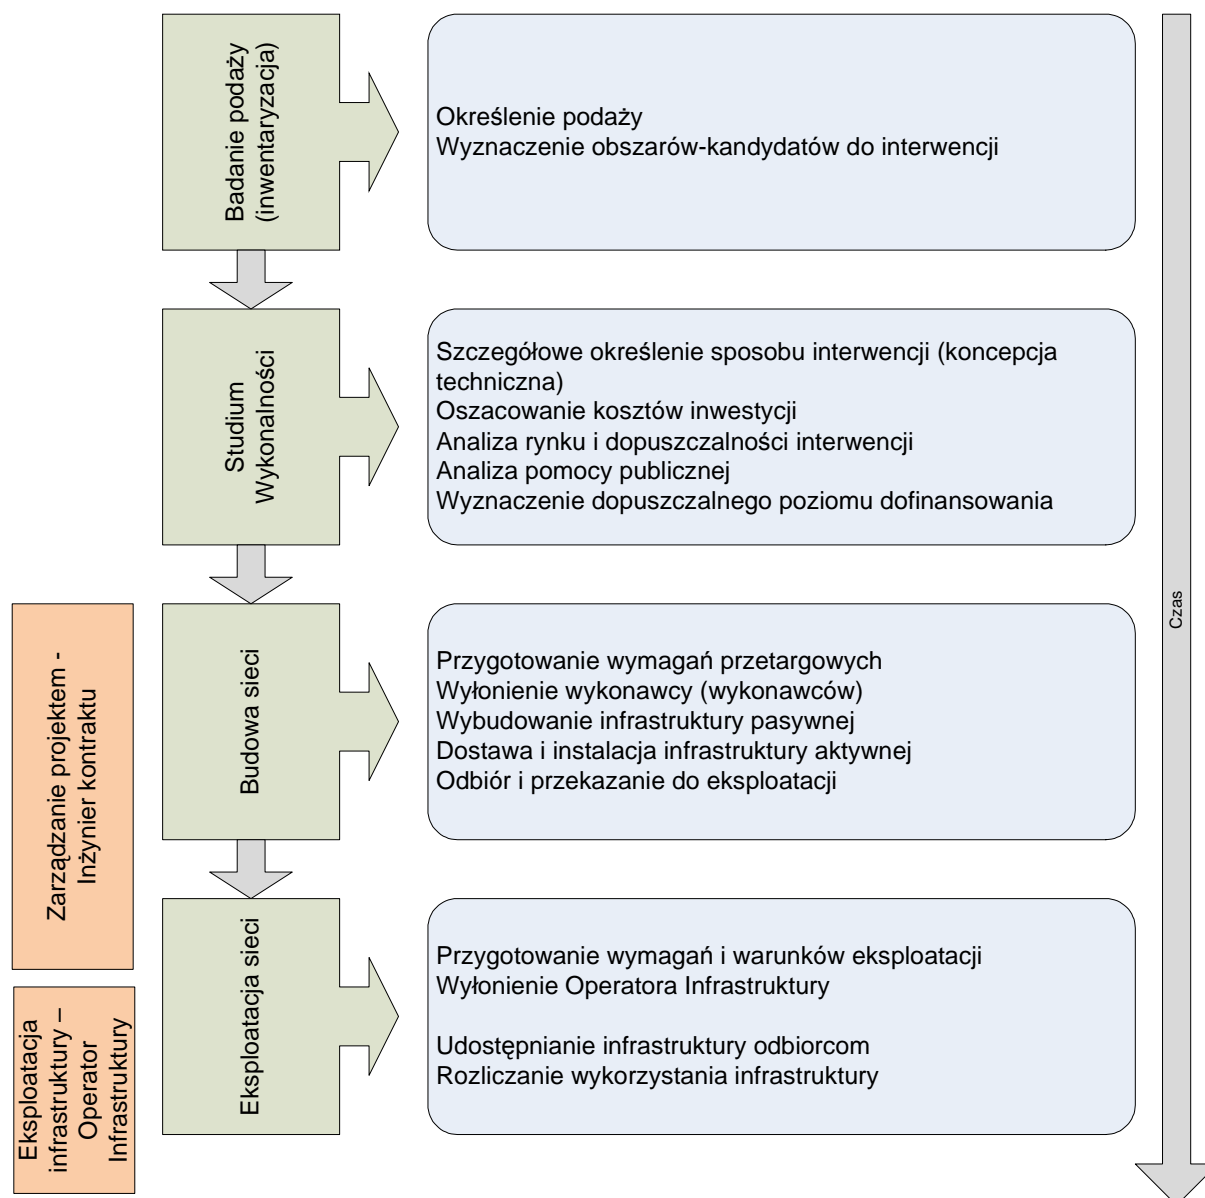 Badanie podaży
(inwentaryzacja)
Określenie podaży
Wyznaczenie obszarów-kandydatów do interwencji
Studium
Wykonalności
Szczegółowe określenie sposobu interwencji (koncepcja
techniczna)
Oszacowanie kosztów inwestycji
Analiza rynku i dopuszczalności interwencji
Analiza pomocy publicznej
Wyznaczenie dopuszczalnego poziomu dofinansowania
Czas
Zarządzanie projektem -
Inżynier kontraktu
Budowa sieci
Przygotowanie wymagań przetargowych
Wyłonienie wykonawcy (wykonawców)
Wybudowanie infrastruktury pasywnej
Dostawa i instalacja infrastruktury aktywnej
Odbiór i przekazanie do eksploatacji
Eksploatacja
infrastruktury –
Operator
Infrastruktury
Eksploatacja sieci
Przygotowanie wymagań i warunków eksploatacji
Wyłonienie Operatora Infrastruktury
Udostępnianie infrastruktury odbiorcom
Rozliczanie wykorzystania infrastruktury